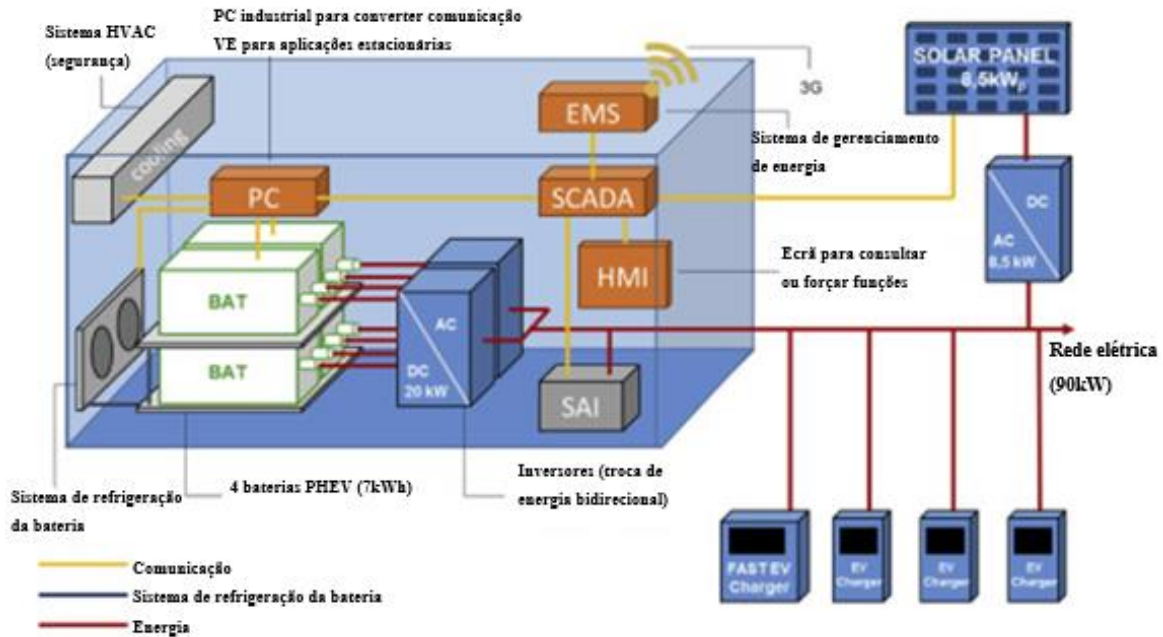 PC industrial para converter comunicação
VE para aplicações estacionárias
Sistema HVAC
(segurança)
3G
SOLAR PANEL
8,5kWp
EMS
Sistema de gerenciamento
de energia
cooling
PC
SCADA
DC
AC
8,5 kW
HMI
Ecrã para consultar
ou forçar funções
BAT
BAT
AC
DC
20 kW
SAI
Rede elétrica
(90kW)
Sistema de refrigeração
da bateria
4 baterias PHEV (7kWh)
Inversores (troca de
energia bidirecional)
FAST EV
Charger
EV
Charger
EV
Charger
EV
Charger
Comunicação
Sistema de refrigeração da bateria
Energia